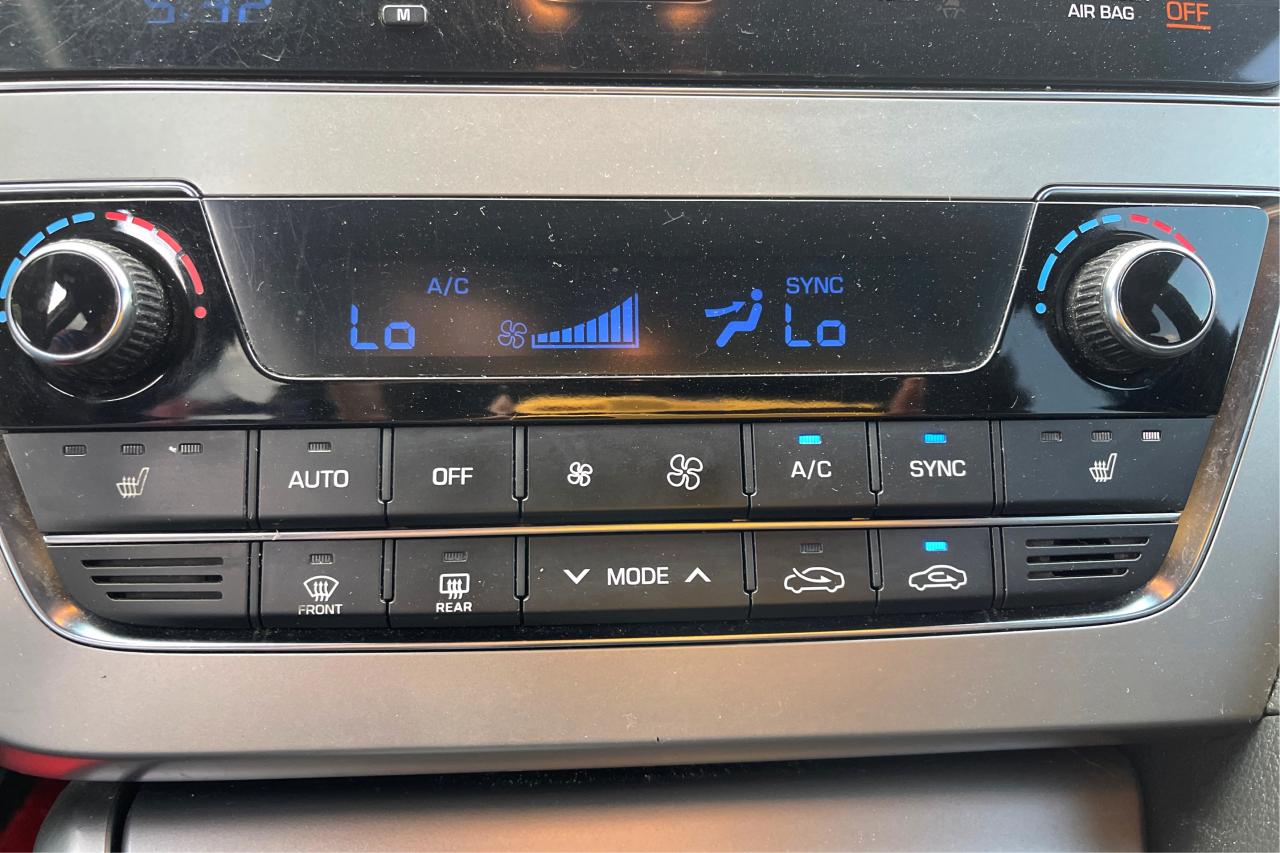 M
AIR BAG OFF
A/C SYNC
Lo Lo
AUTO OFF A/C SYNC
FRONT REAR MODE